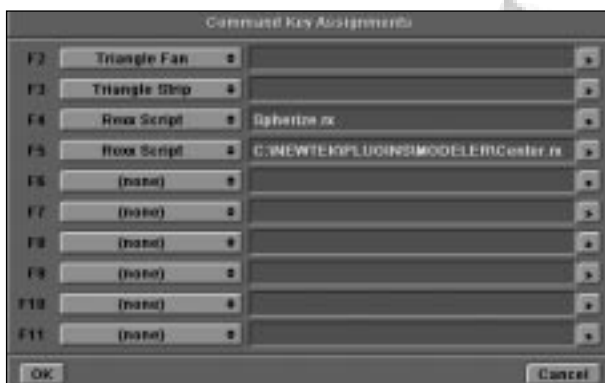 Command Key Assignments
F2 Triangle Fan
F3 Triangle Strip
F4 Rexx Script Spherize.rx
F5 Rexx Script C:\NEWTEK\PLUGINS\MODELER\Center.rx
F6 (none)
F7 (none)
F8 (none)
F9 (none)
F10 (none)
F11 (none)
OK Cancel